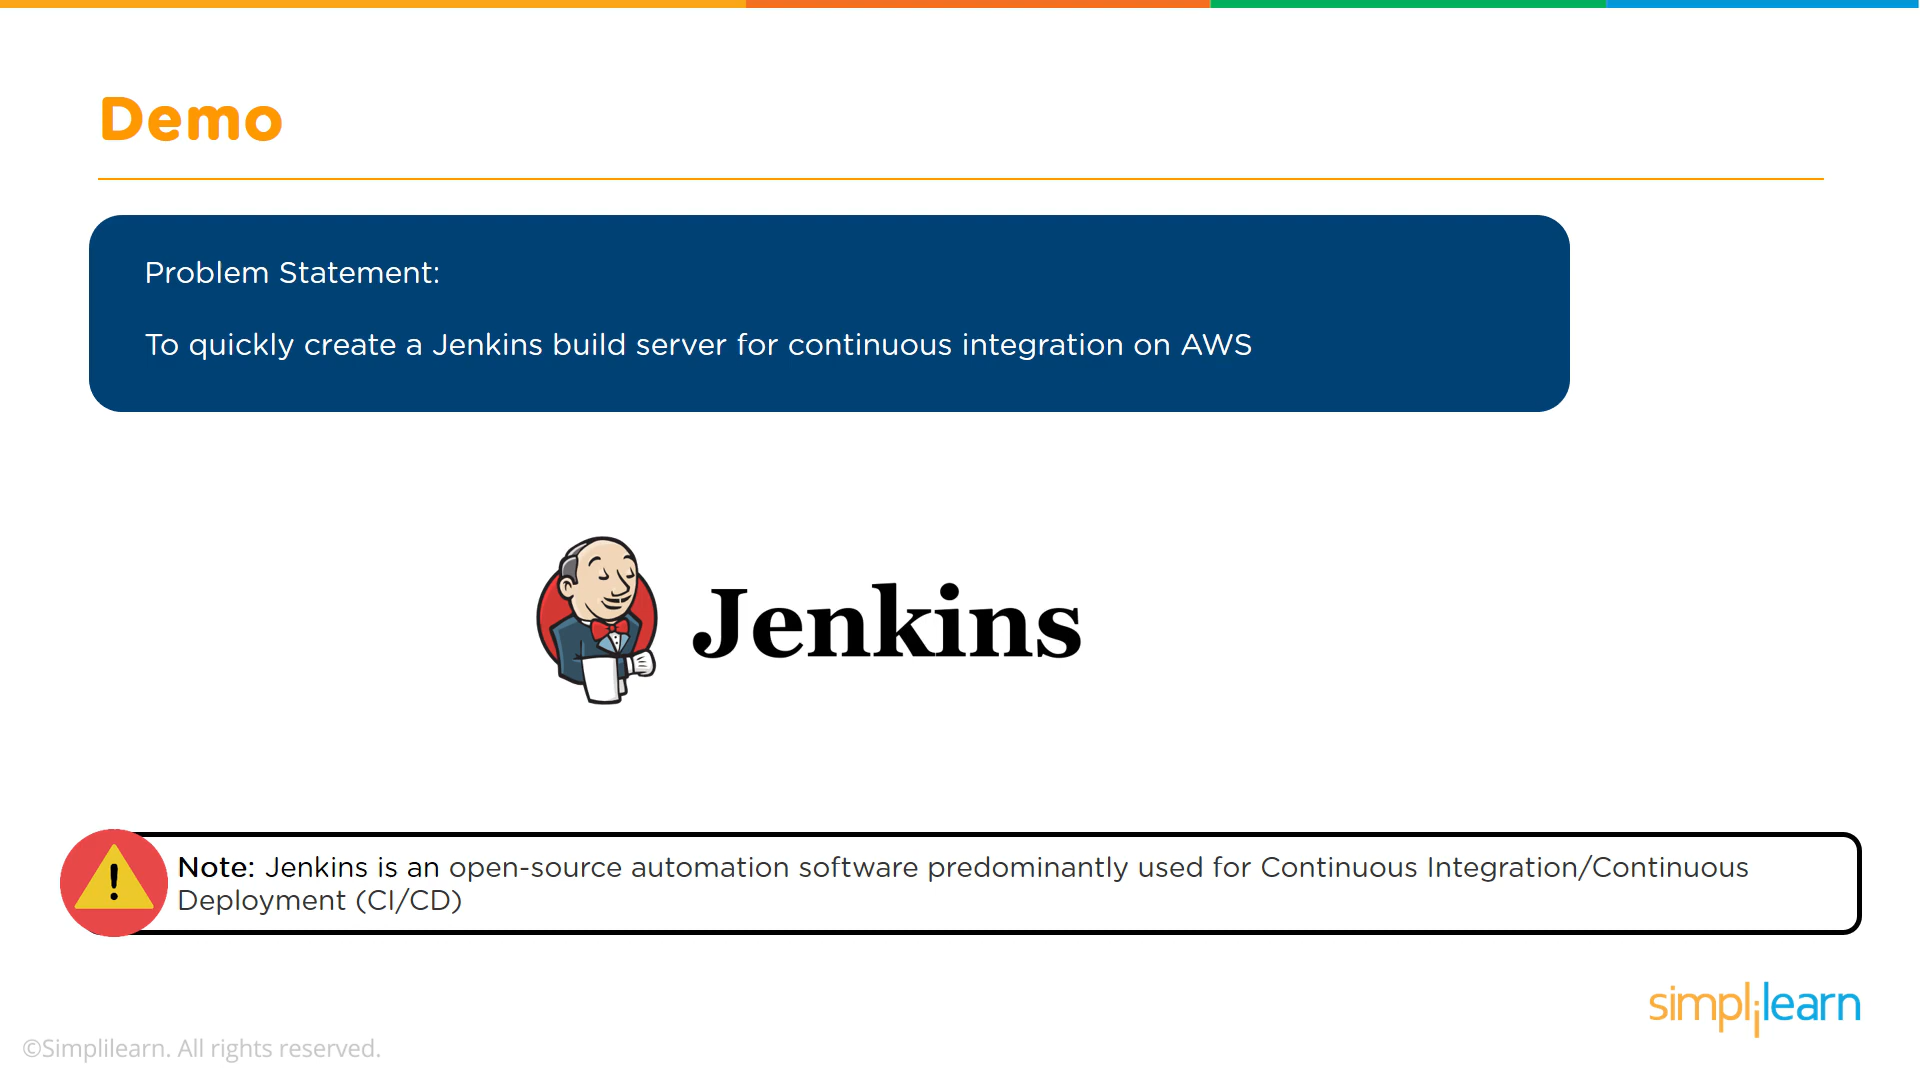 Demo
Problem Statement:
To quickly create a Jenkins build server for continuous integration on AWS
Jenkins
Note: Jenkins is an open-source automation software predominantly used for Continuous Integration/Continuous
Deployment (CI/CD)
simplilearn
©Simplilearn. All rights reserved.